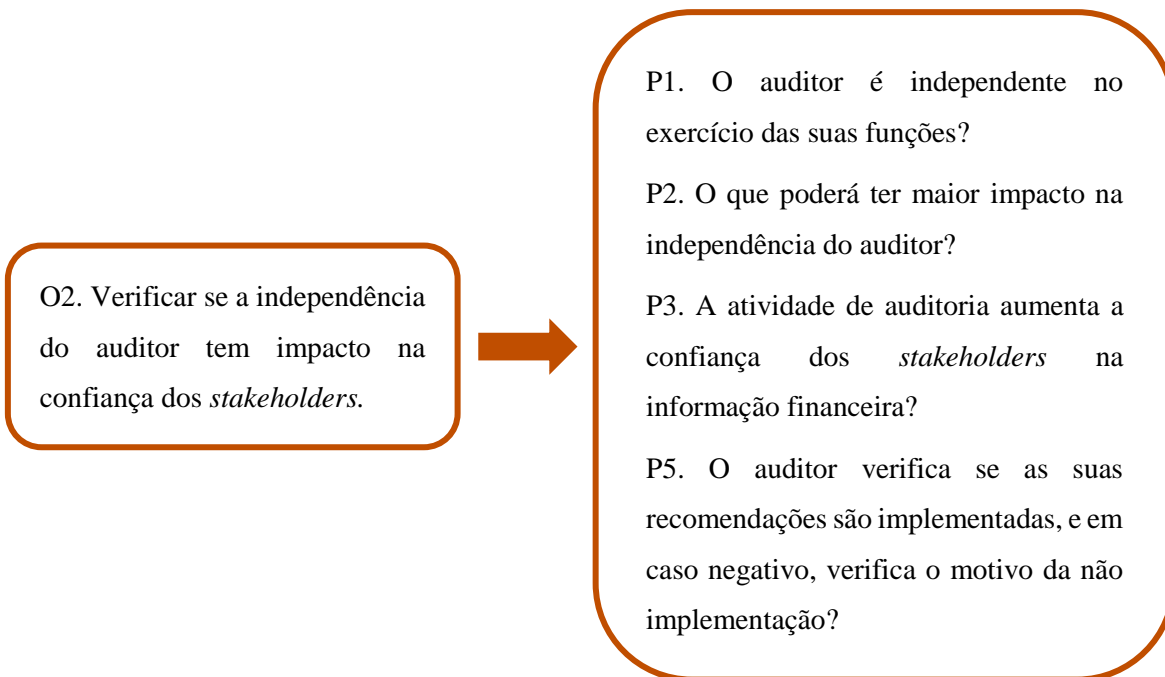 O2. Verificar se a independência
do auditor tem impacto na
confiança dos stakeholders.
P1. O auditor é independente no
exercício das suas funções?
P2. O que poderá ter maior impacto na
independência do auditor?
P3. A atividade de auditoria aumenta a
confiança dos stakeholders na
informação financeira?
P5. O auditor verifica se as suas
recomendações são implementadas, e em
caso negativo, verifica o motivo da não
implementação?